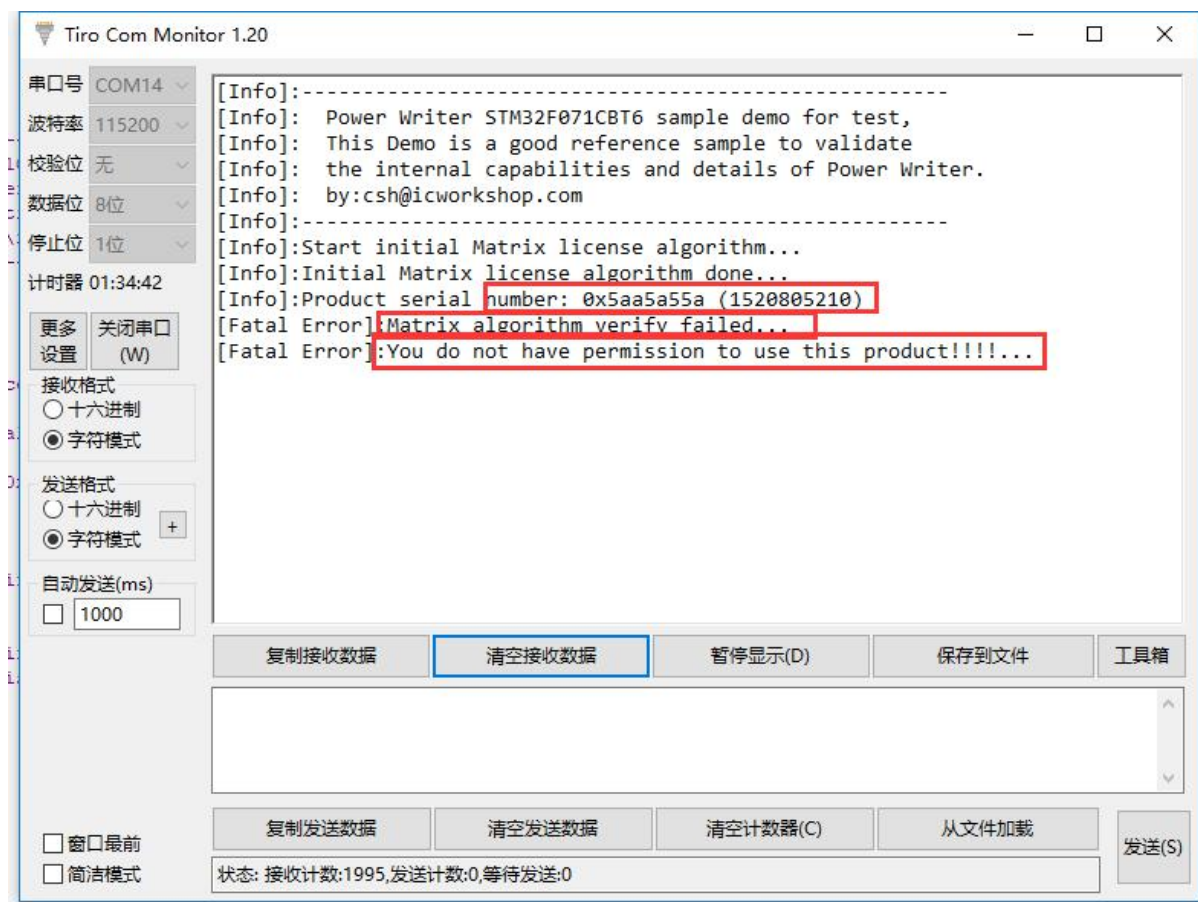 Tiro Com Monitor 1.20
串口号 COM14
波特率 115200
校验位 无
数据位 8位
停止位 1位
计时器 01:34:42
更多设置
关闭串口(W)
接收格式
十六进制
字符模式
发送格式
十六进制
字符模式
+
自动发送(ms)
1000
[Info]:-----------------------------------------------------
[Info]:  Power Writer STM32F071CBT6 sample demo for test,
[Info]:  This Demo is a good reference sample to validate
[Info]:  the internal capabilities and details of Power Writer.
[Info]:  by:csh@icworkshop.com
[Info]:-----------------------------------------------------
[Info]:Start initial Matrix license algorithm...
[Info]:Initial Matrix license algorithm done...
[Info]:Product serial number: 0x5aa5a55a (1520805210)
[Fatal Error]:Matrix algorithm verify failed...
[Fatal Error]:You do not have permission to use this product!!!!...
复制接收数据 清空接收数据 暂停显示(D) 保存到文件 工具箱
复制发送数据 清空发送数据 清空计数器(C) 从文件加载
发送(S)
窗口最前
简洁模式
状态: 接收计数:1995,发送计数:0,等待发送:0